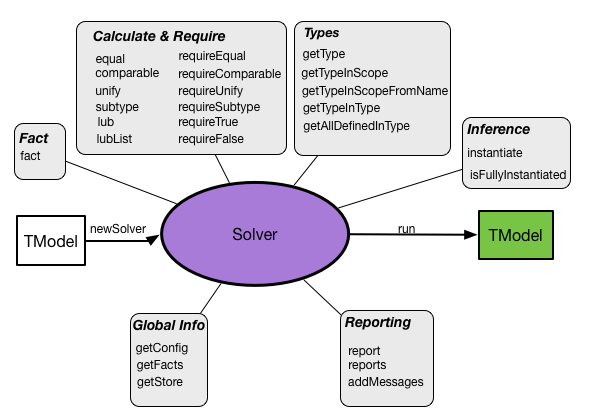 Calculate & Require
equal
comparable
unify
subtype
lub
lubList
requireEqual
requireComparable
requireUnify
requireSubtype
requireTrue
requireFalse
Types
getType
getTypeInScope
getTypeInScopeFromName
getTypeInType
getAllDefinedInType
Fact
fact
Inference
instantiate
isFullyInstantiated
TModel
newSolver
Solver
run
TModel
Global Info
getConfig
getFacts
getStore
Reporting
report
reports
addMessages